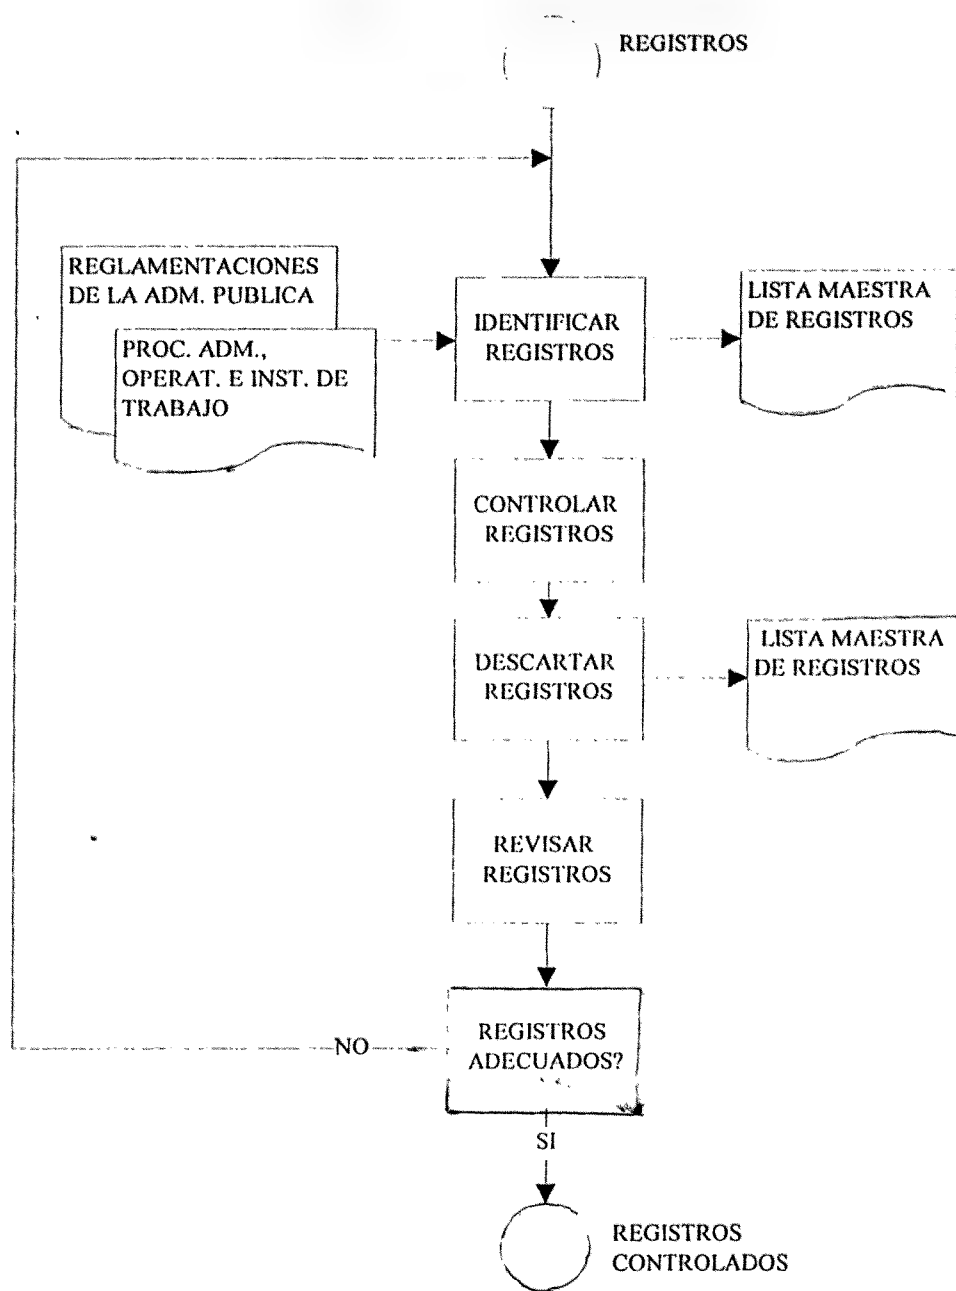 REGISTROS
REGLAMENTACIONES
DE LA ADM. PUBLICA
PROC. ADM.,
OPERAT. E INST. DE
TRABAJO
IDENTIFICAR
REGISTROS
LISTA MAESTRA
DE REGISTROS
CONTROLAR
REGISTROS
DESCARTAR
REGISTROS
LISTA MAESTRA
DE REGISTROS
REVISAR
REGISTROS
REGISTROS
ADECUADOS?
NO
SI
REGISTROS
CONTROLADOS